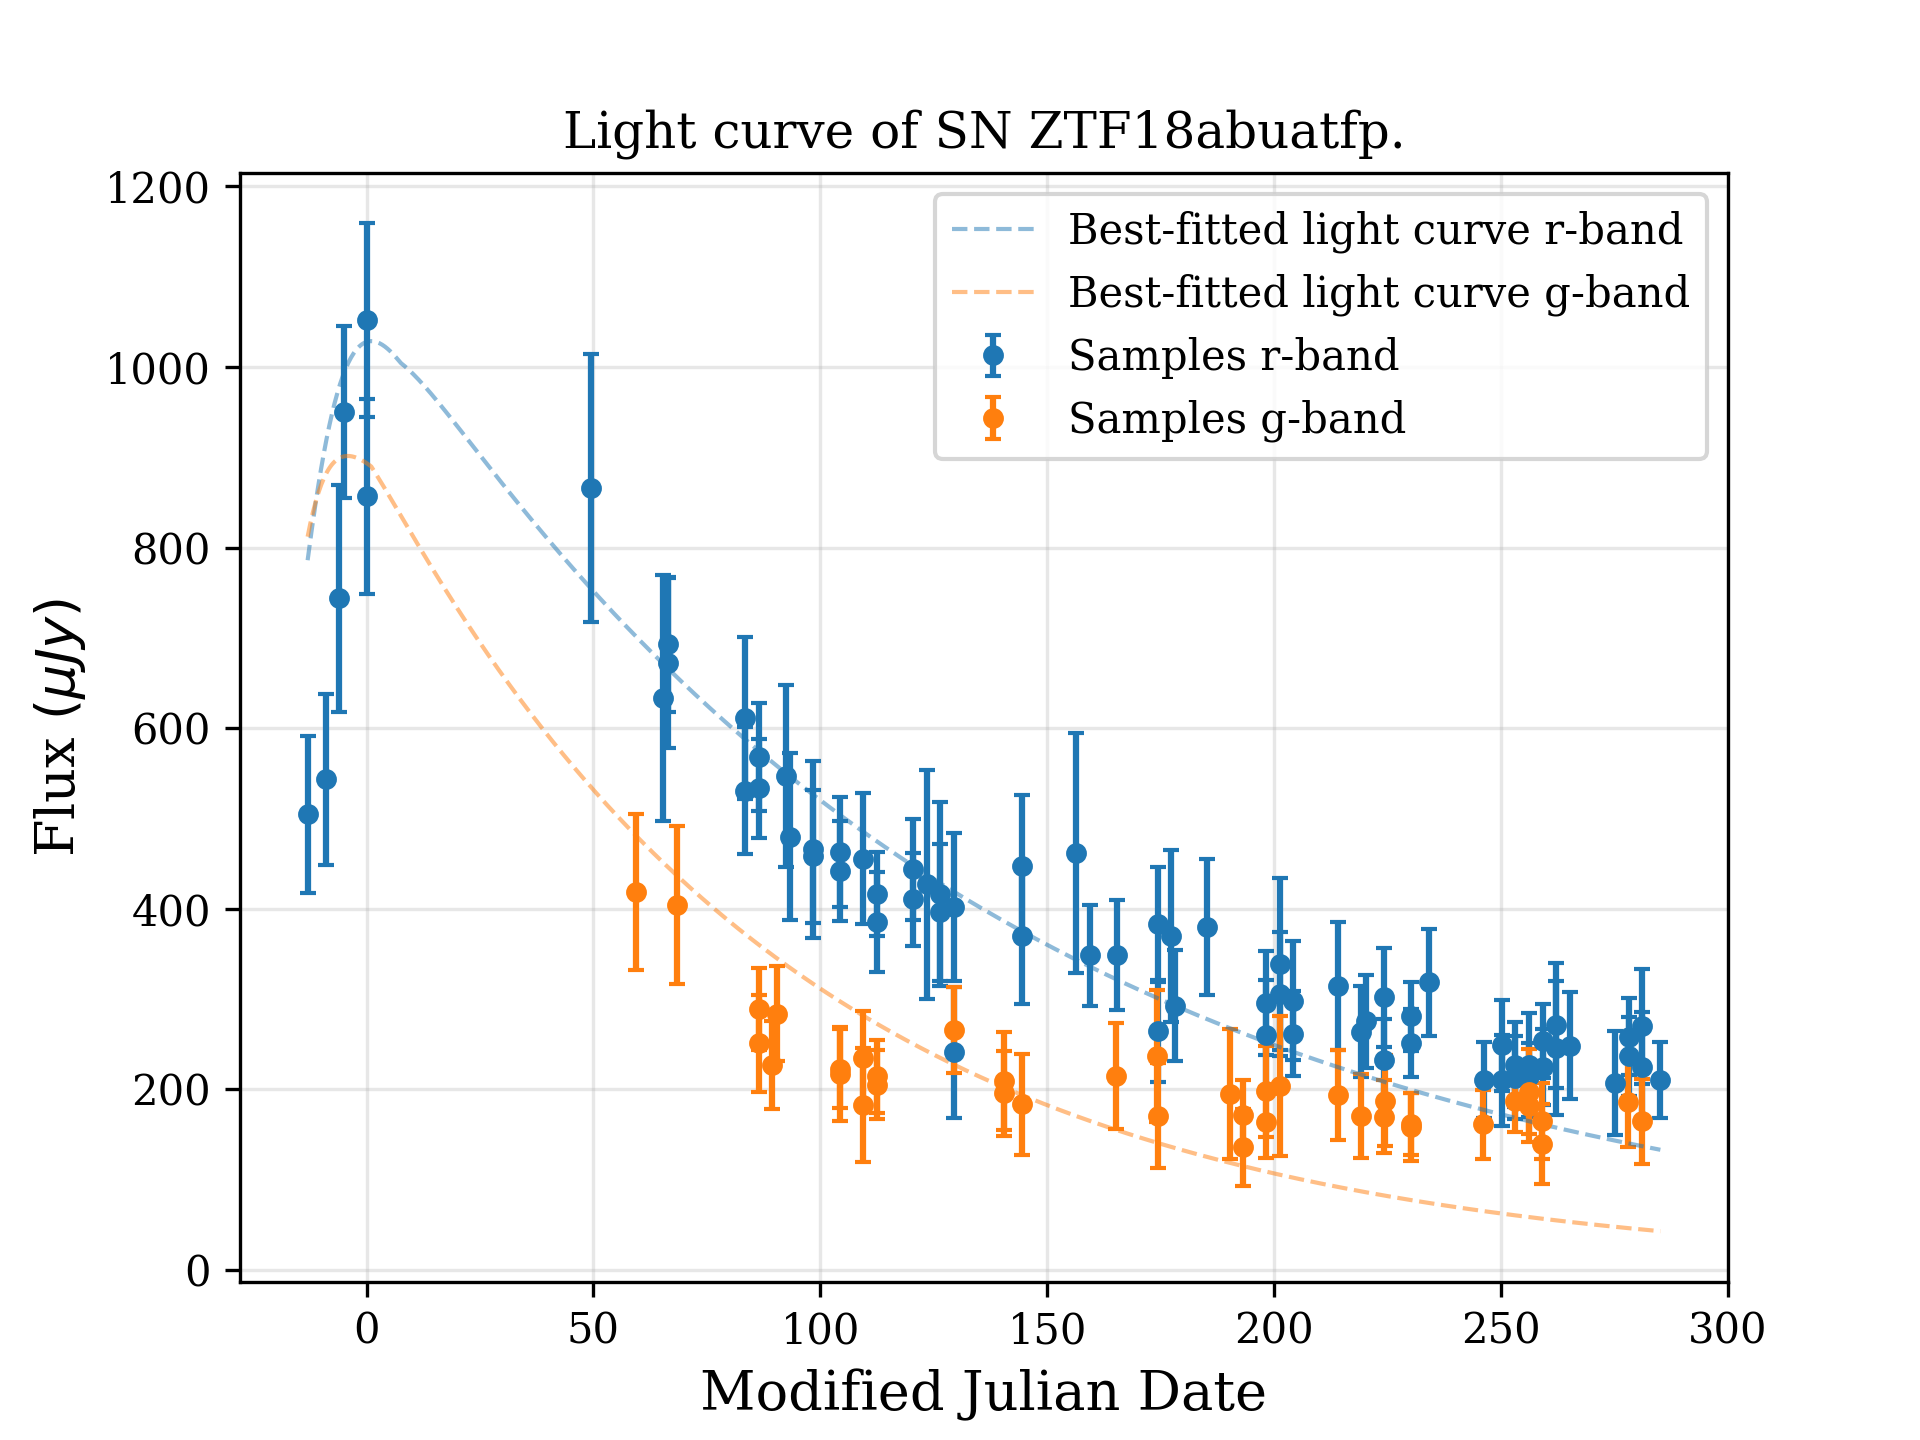 Light curve of SN ZTF18abuatfp.
1200
1000
800
600
400
200
0
Flux (μJy)
Best-fitted light curve r-band
Best-fitted light curve g-band
Samples r-band
Samples g-band
0 50 100 150 200 250 300
Modified Julian Date